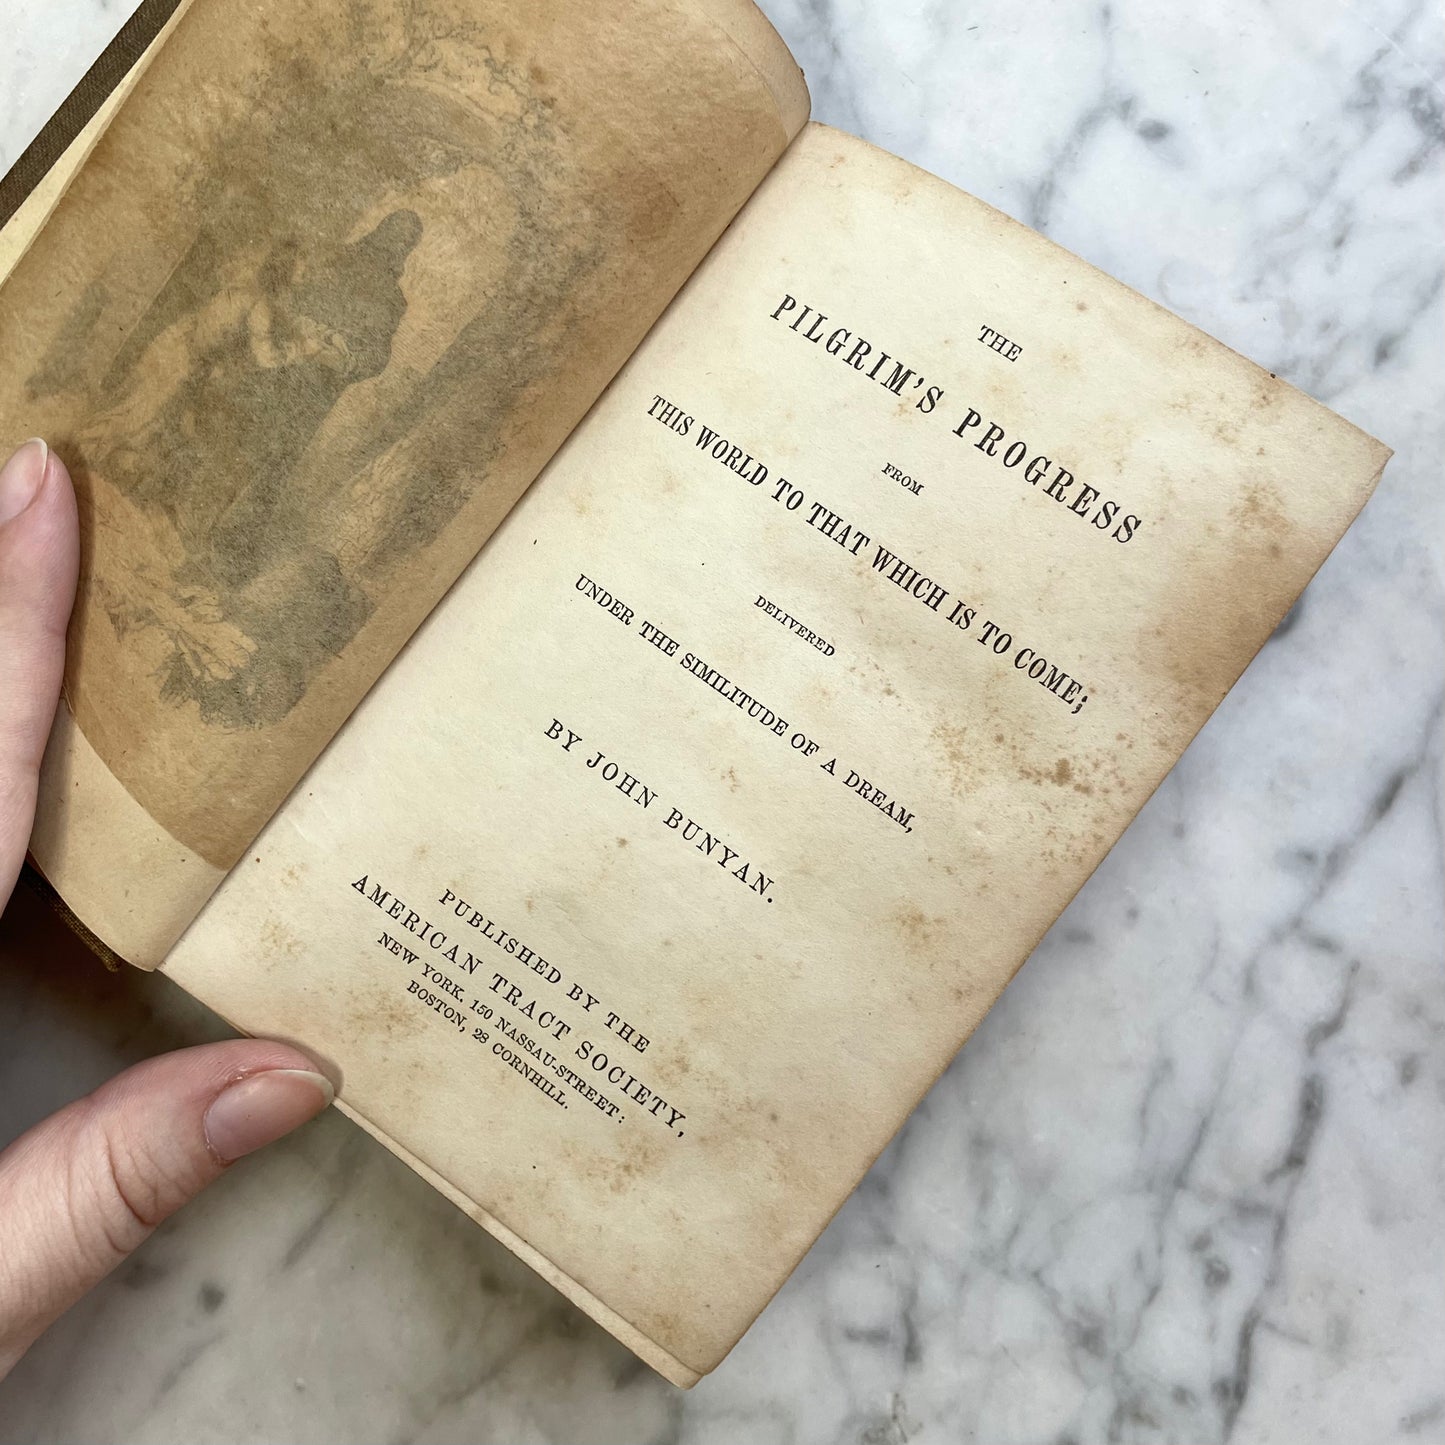 THE
PILGRIM'S PROGRESS
FROM
THIS WORLD TO THAT WHICH IS TO COME;
DELIVERED
UNDER THE SIMILITUDE OF A DREAM,
BY JOHN BUNYAN.
PUBLISHED BY THE
AMERICAN TRACT SOCIETY,
NEW YORK, 150 NASSAU-STREET:
BOSTON, 28 CORNHILL.